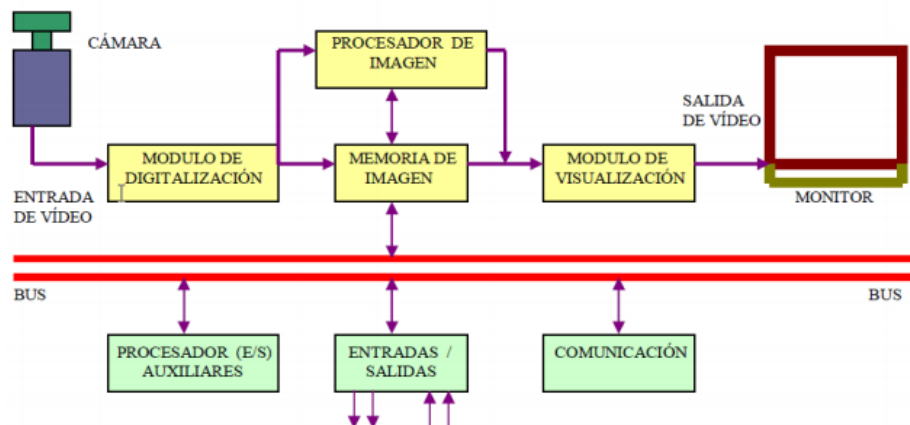 CÁMARA
PROCESADOR DE
IMAGEN
SALIDA
DE VÍDEO
MODULO DE
DIGITALIZACIÓN
MEMORIA DE
IMAGEN
MODULO DE
VISUALIZACIÓN
ENTRADA
DE VÍDEO
MONITOR
BUS
BUS
PROCESADOR (E/S)
AUXILIARES
ENTRADAS /
SALIDAS
COMUNICACIÓN